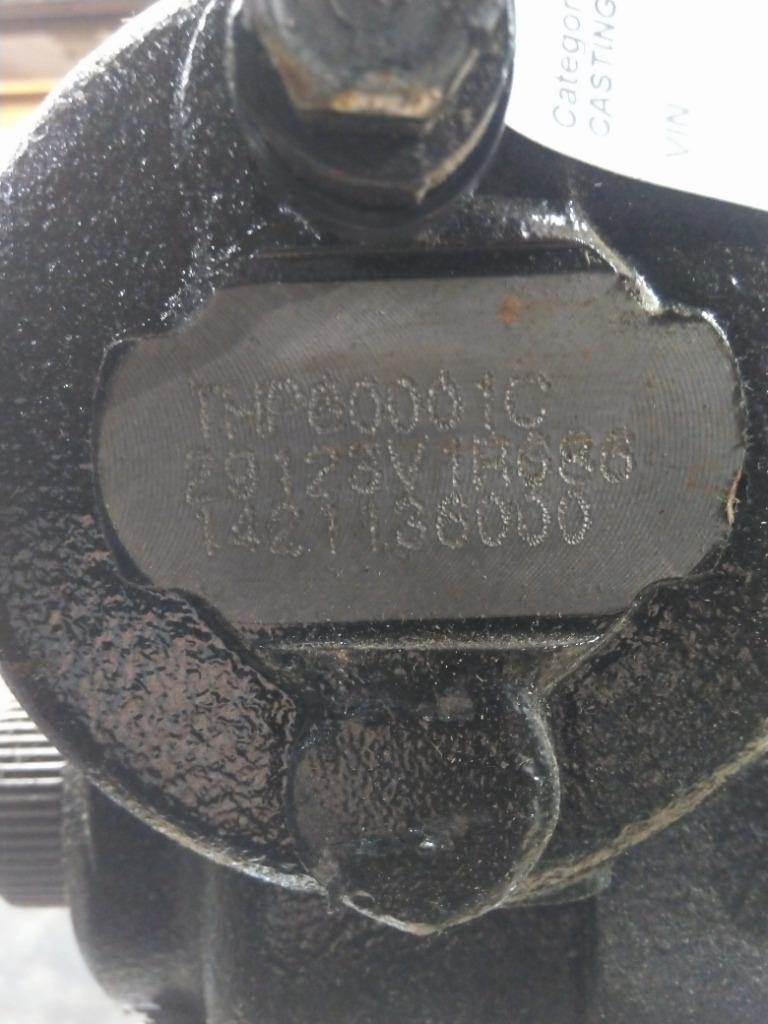 THP60001C
29123V1R686
1421136000
Categor
CASTING
VIN